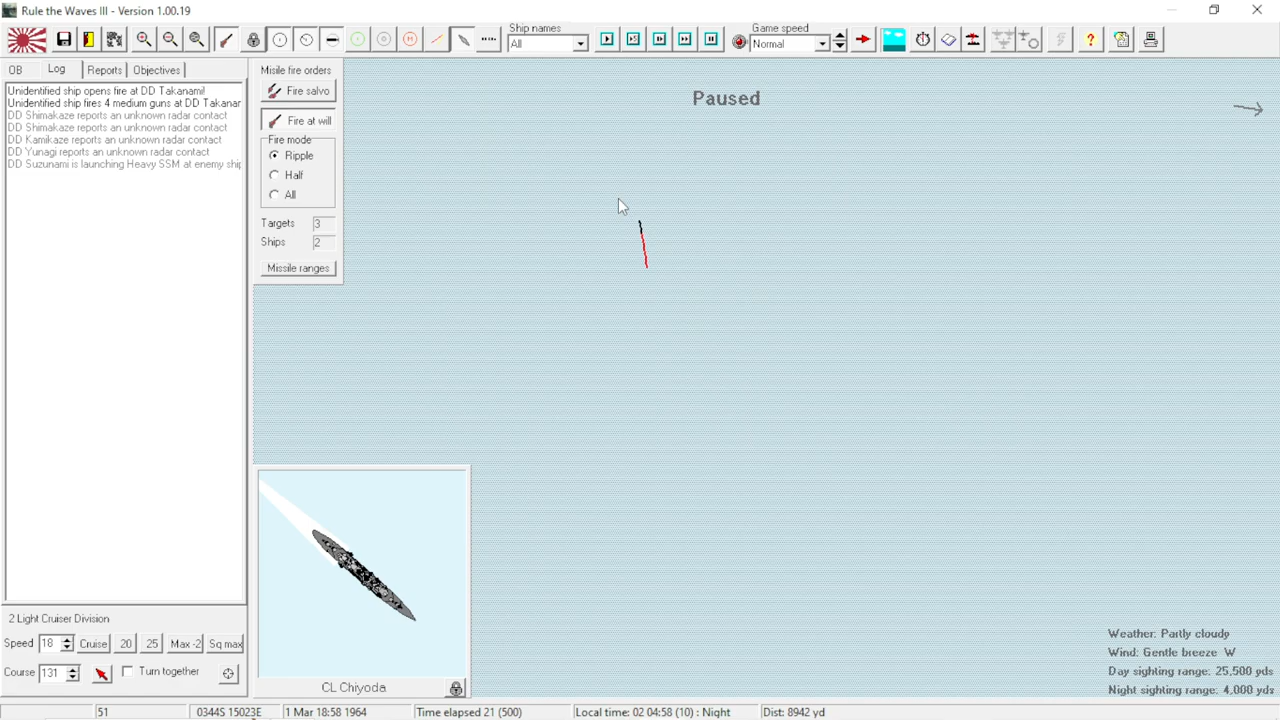 Rule the Waves III - Version 1.00.19
Ship names
All
Game speed
Normal
OB
Log
Reports
Objectives
Unidentified ship opens fire at DD Takanami!
Unidentified ship fires 4 medium guns at DD Takanar
DD Shimakaze reports an unknown radar contact
DD Shimakaze reports an unknown radar contact
DD Kamikaze reports an unknown radar contact
DD Yunagi reports an unknown radar contact
DD Suzunami is launching Heavy SSM at enemy ship
Missile fire orders
Fire salvo
Fire at will
Fire mode
Ripple
Half
All
Targets 3
Ships 2
Missile ranges
Paused
2 Light Cruiser Division
Speed 18 Cruise 20 25 Max -2 Sq max
Course 131 Turn together
CL Chiyoda
Weather: Partly cloudy
Wind: Gentle breeze W
Day sighting range: 25,500 yds
Night sighting range: 4,000 yds
51
0344S 15023E
1 Mar 18:58 1964
Time elapsed 21 (500)
Local time: 02 04:58 (10) : Night
Dist: 8942 yd